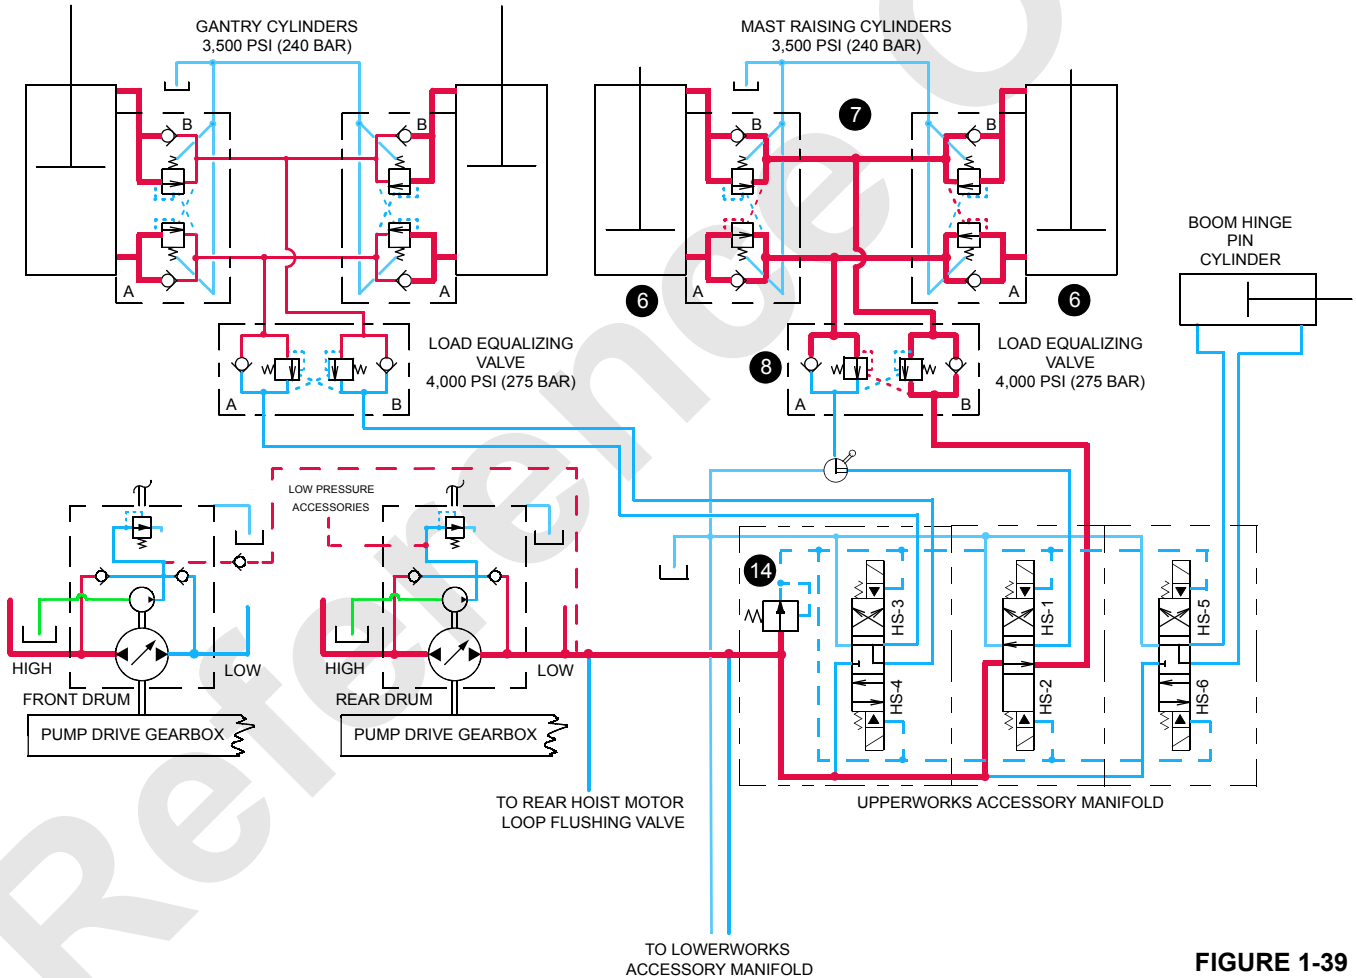 GANTRY CYLINDERS
3,500 PSI (240 BAR)
MAST RAISING CYLINDERS
3,500 PSI (240 BAR)
B
B
7
B
B
BOOM HINGE
PIN
CYLINDER
A
A
6
A
A
6
LOAD EQUALIZING
VALVE
4,000 PSI (275 BAR)
A
B
8
A
B
LOAD EQUALIZING
VALVE
4,000 PSI (275 BAR)
LOW PRESSURE
ACCESSORIES
14
HS-3
HS-1
HS-5
HIGH
LOW
HIGH
LOW
HS-4
HS-2
HS-6
FRONT DRUM
REAR DRUM
PUMP DRIVE GEARBOX
PUMP DRIVE GEARBOX
TO REAR HOIST MOTOR
LOOP FLUSHING VALVE
UPPERWORKS ACCESSORY MANIFOLD
TO LOWERWORKS
ACCESSORY MANIFOLD
FIGURE 1-39
Reference O